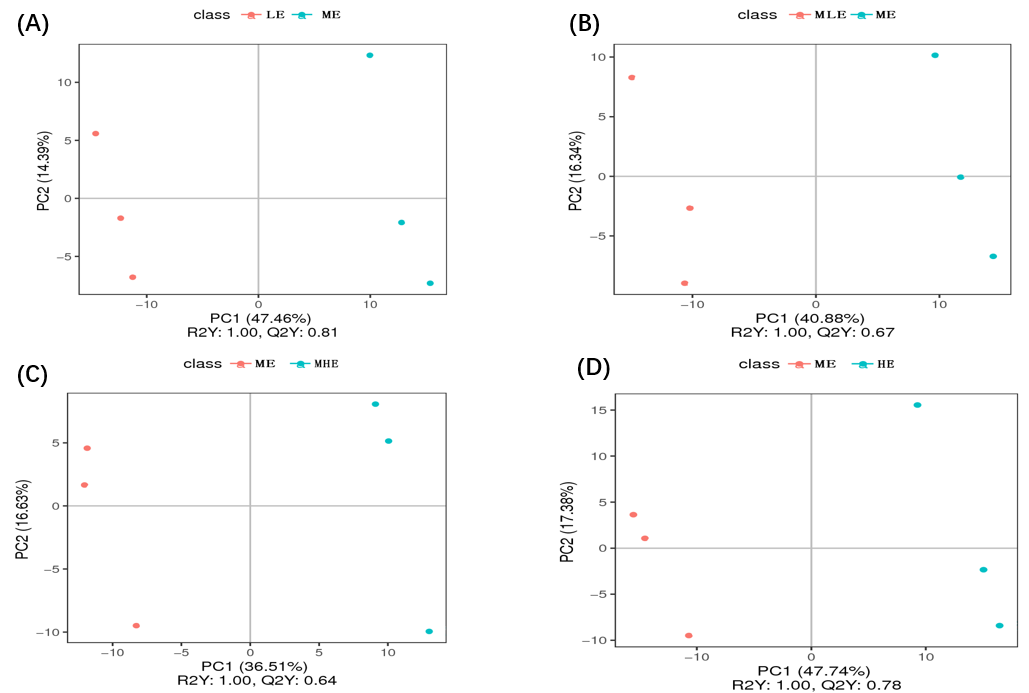 (A)
class LE ME
10
5
0
−5
PC2 (14.39%)
−10 0 10
PC1 (47.46%)
R2Y: 1.00, Q2Y: 0.81
(B)
class MLE ME
10
5
0
−5
PC2 (16.34%)
−10 0 10
PC1 (40.88%)
R2Y: 1.00, Q2Y: 0.67
(C)
class ME MHE
5
0
−5
−10
PC2 (16.63%)
−10 −5 0 5 10
PC1 (36.51%)
R2Y: 1.00, Q2Y: 0.64
(D)
class ME HE
15
10
5
0
−5
−10
PC2 (17.38%)
−10 0 10
PC1 (47.74%)
R2Y: 1.00, Q2Y: 0.78